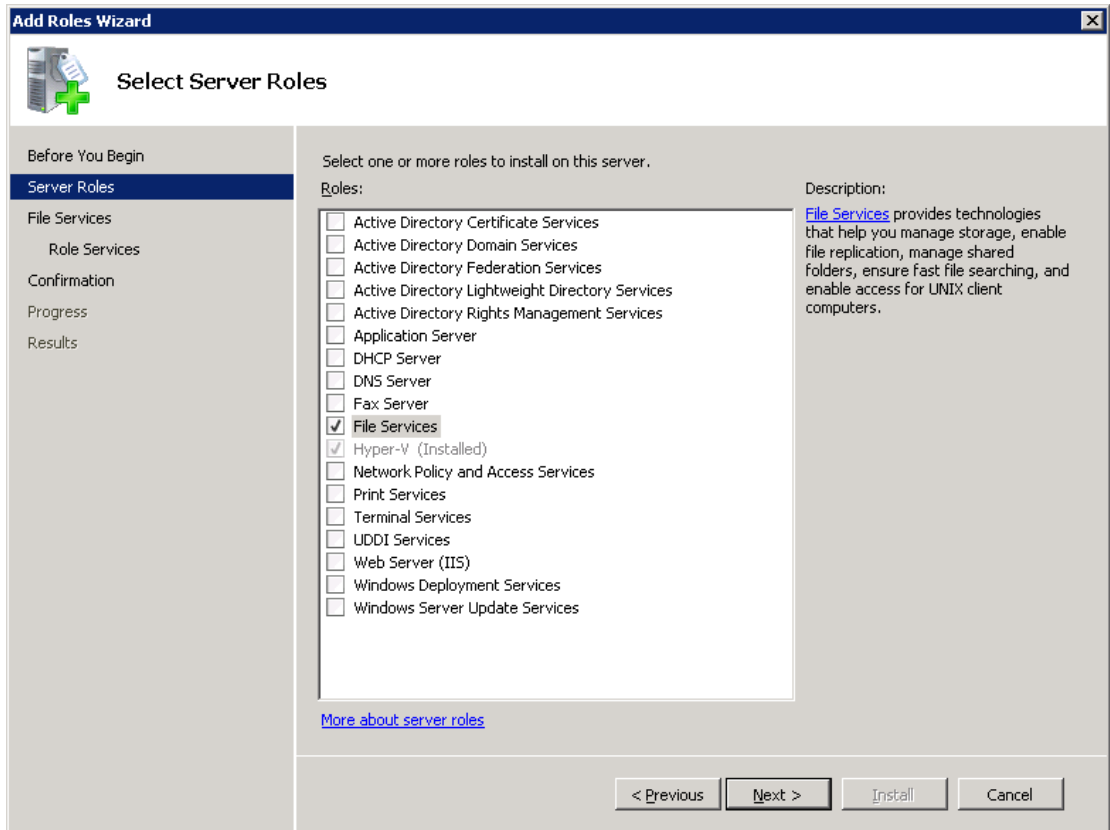 Add Roles Wizard
Select Server Roles
Before You Begin
Server Roles
File Services
Role Services
Confirmation
Progress
Results
Select one or more roles to install on this server.
Roles:
Active Directory Certificate Services
Active Directory Domain Services
Active Directory Federation Services
Active Directory Lightweight Directory Services
Active Directory Rights Management Services
Application Server
DHCP Server
DNS Server
Fax Server
File Services
Hyper-V (Installed)
Network Policy and Access Services
Print Services
Terminal Services
UDDI Services
Web Server (IIS)
Windows Deployment Services
Windows Server Update Services
More about server roles
Description:
File Services provides technologies
that help you manage storage, enable
file replication, manage shared
folders, ensure fast file searching, and
enable access for UNIX client
computers.
< Previous
Next >
Install
Cancel